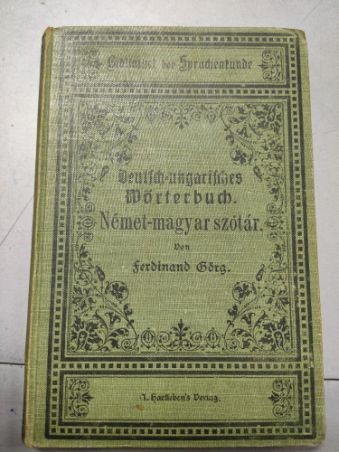 Bibliothek der Sprachenkunde
Deutsch-ungarisches
Wörterbuch.
Német-magyar szótár.
Von
Ferdinand Görg.
A. Hartleben's Verlag.